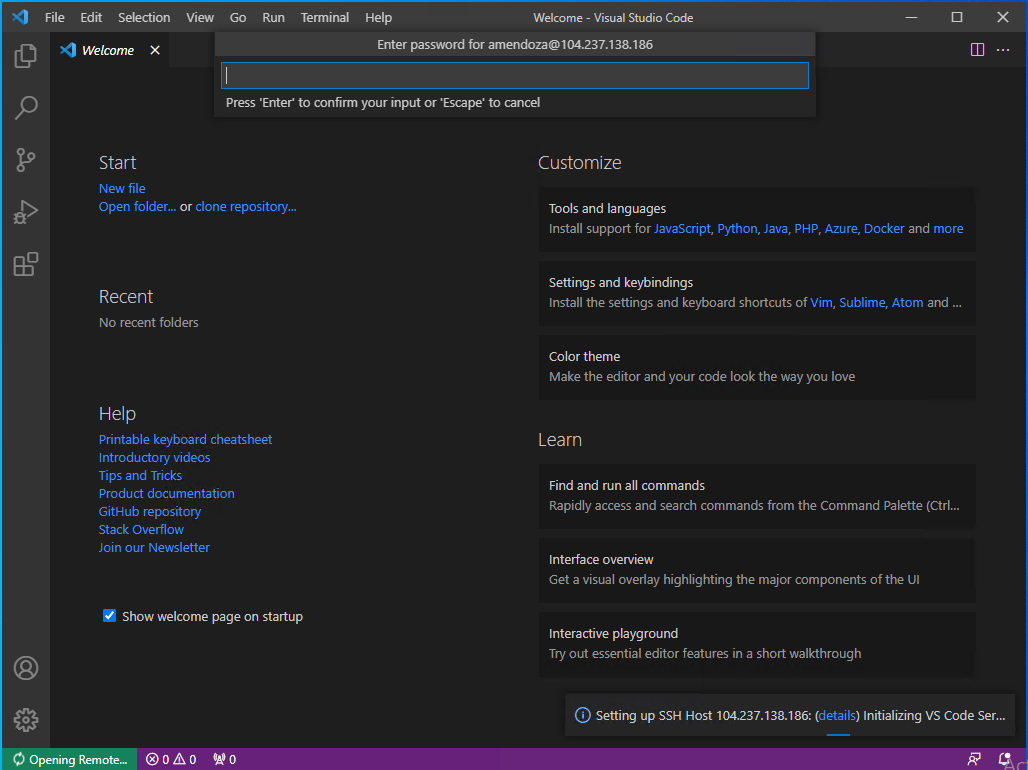 File Edit Selection View Go Run Terminal Help Welcome - Visual Studio Code
Welcome
Enter password for amendoza@104.237.138.186
Press 'Enter' to confirm your input or 'Escape' to cancel
Start
New file
Open folder... or clone repository...
Recent
No recent folders
Help
Printable keyboard cheatsheet
Introductory videos
Tips and Tricks
Product documentation
GitHub repository
Stack Overflow
Join our Newsletter
Show welcome page on startup
Customize
Tools and languages
Install support for JavaScript, Python, Java, PHP, Azure, Docker and more
Settings and keybindings
Install the settings and keyboard shortcuts of Vim, Sublime, Atom and ...
Color theme
Make the editor and your code look the way you love
Learn
Find and run all commands
Rapidly access and search commands from the Command Palette (Ctrl...
Interface overview
Get a visual overlay highlighting the major components of the UI
Interactive playground
Try out essential editor features in a short walkthrough
Setting up SSH Host 104.237.138.186: (details) Initializing VS Code Ser...
Opening Remote... 0 0 0